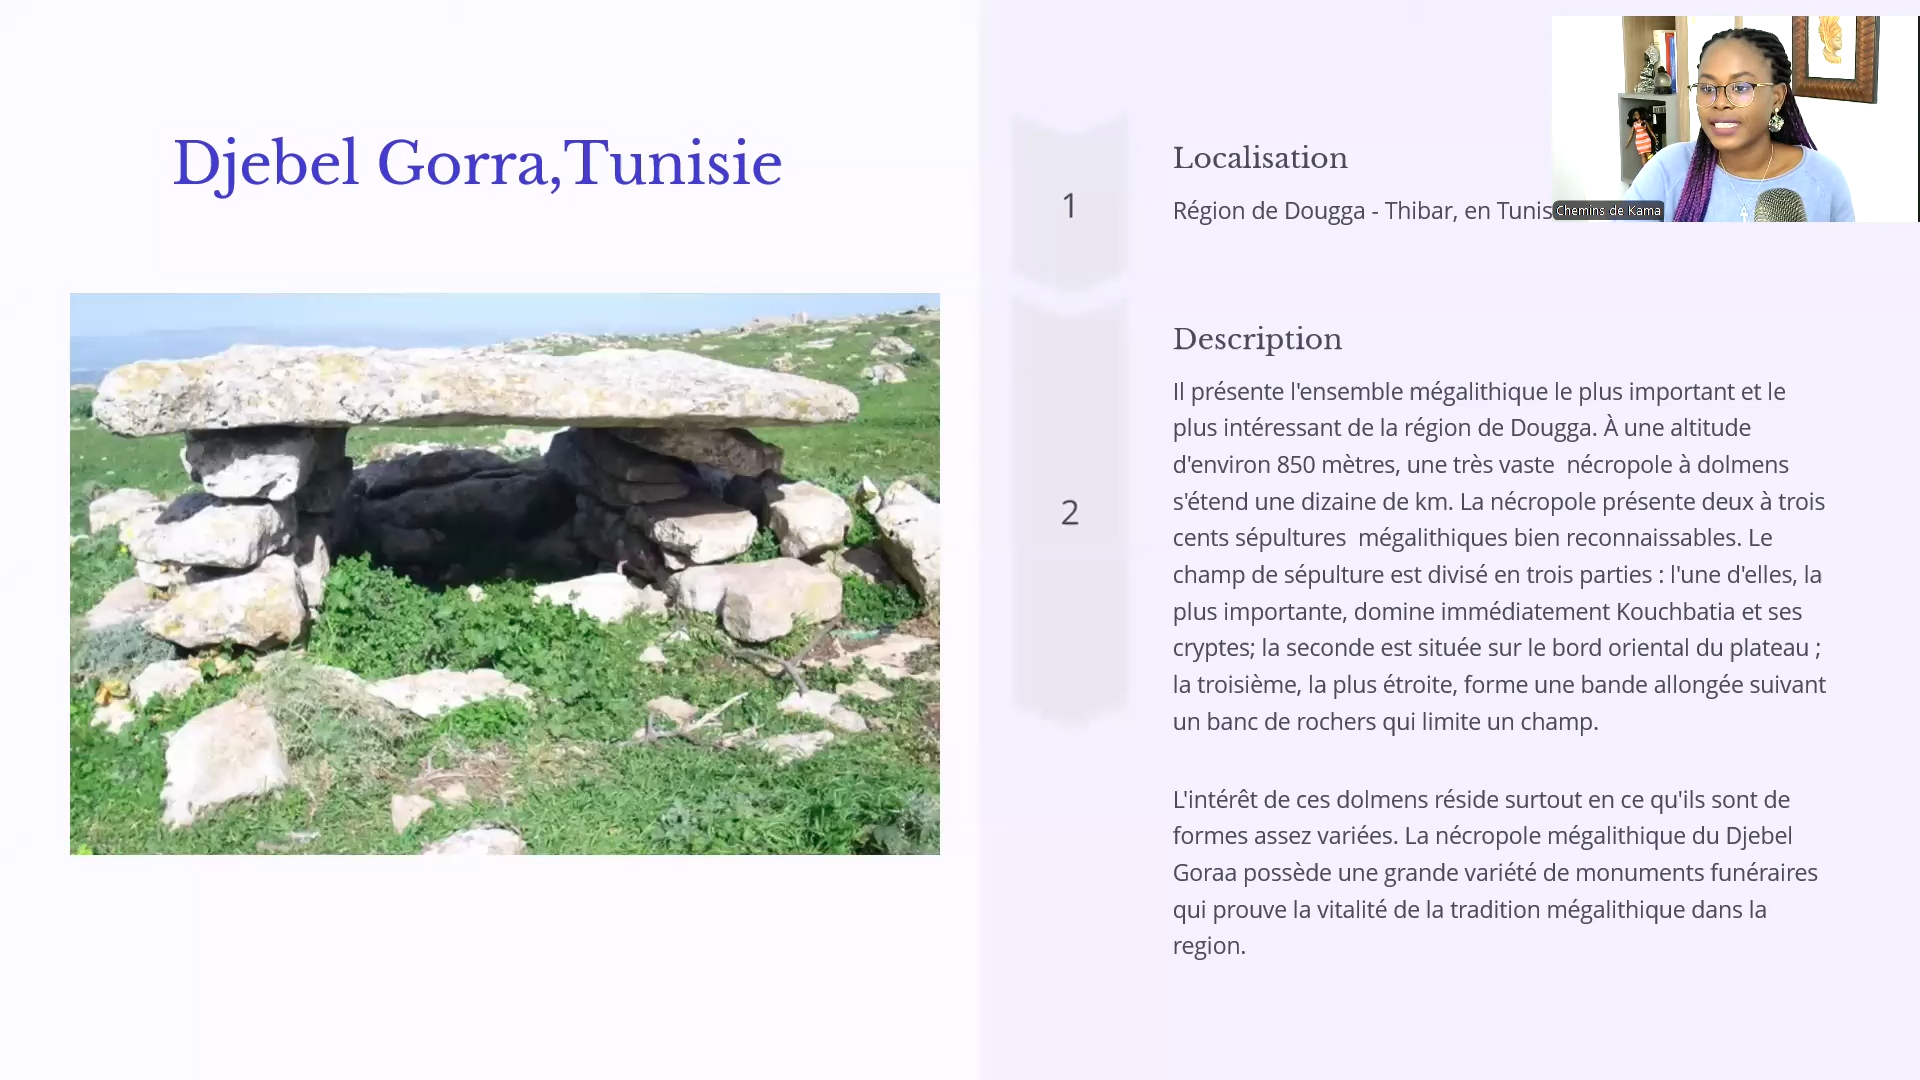 Djebel Gorra,Tunisie
1
Localisation
Région de Dougga - Thibar, en Tunis
Chemins de Kama
2
Description
Il présente l'ensemble mégalithique le plus important et le
plus intéressant de la région de Dougga. À une altitude
d'environ 850 mètres, une très vaste  nécropole à dolmens
s'étend une dizaine de km. La nécropole présente deux à trois
cents sépultures  mégalithiques bien reconnaissables. Le
champ de sépulture est divisé en trois parties : l'une d'elles, la
plus importante, domine immédiatement Kouchbatia et ses
cryptes; la seconde est située sur le bord oriental du plateau ;
la troisième, la plus étroite, forme une bande allongée suivant
un banc de rochers qui limite un champ.
L'intérêt de ces dolmens réside surtout en ce qu'ils sont de
formes assez variées. La nécropole mégalithique du Djebel
Goraa possède une grande variété de monuments funéraires
qui prouve la vitalité de la tradition mégalithique dans la
region.